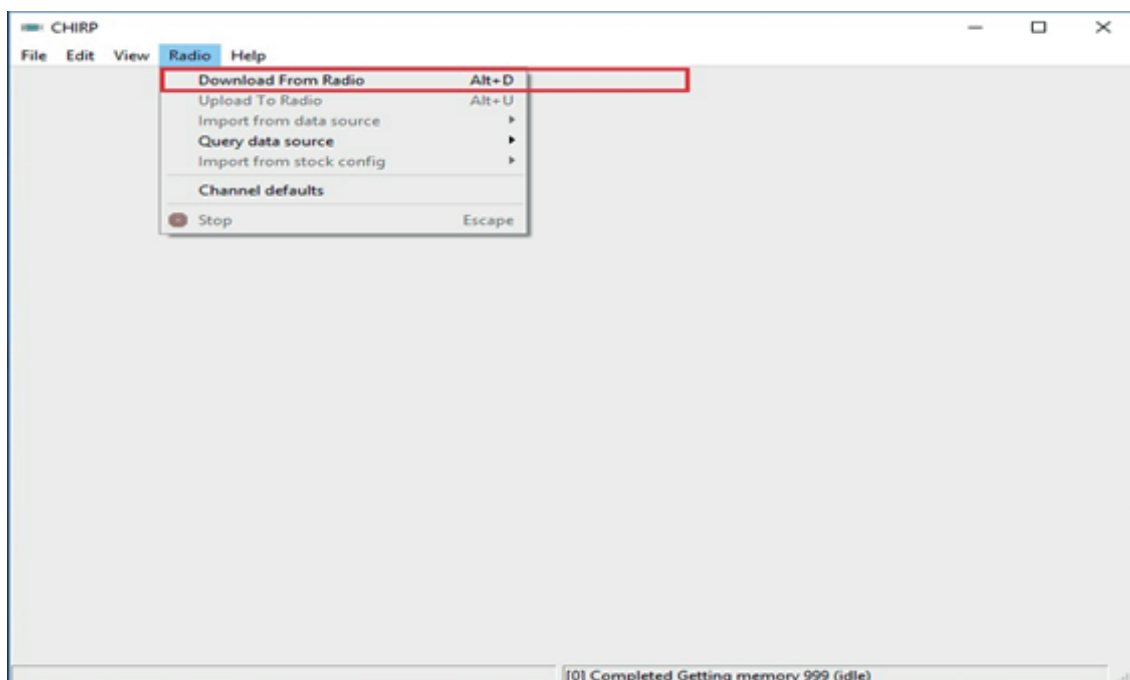 CHIRP
File Edit View Radio Help
Download From Radio Alt+D
Upload To Radio Alt+U
Import from data source
Query data source
Import from stock config
Channel defaults
Stop Escape
[0] Completed Getting memory 999 (idle)